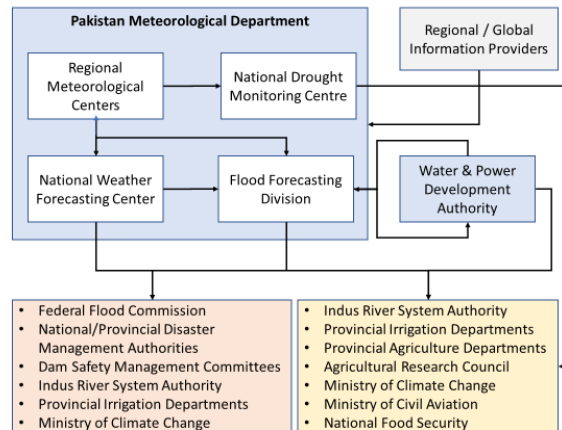 Pakistan Meteorological Department
Regional / Global
Information Providers
Regional
Meteorological
Centers
National Drought
Monitoring Centre
National Weather
Forecasting Center
Flood Forecasting
Division
Water & Power
Development
Authority
• Federal Flood Commission
• National/Provincial Disaster
Management Authorities
• Dam Safety Management Committees
• Indus River System Authority
• Provincial Irrigation Departments
• Ministry of Climate Change
• Indus River System Authority
• Provincial Irrigation Departments
• Provincial Agriculture Departments
• Agricultural Research Council
• Ministry of Climate Change
• Ministry of Civil Aviation
• National Food Security